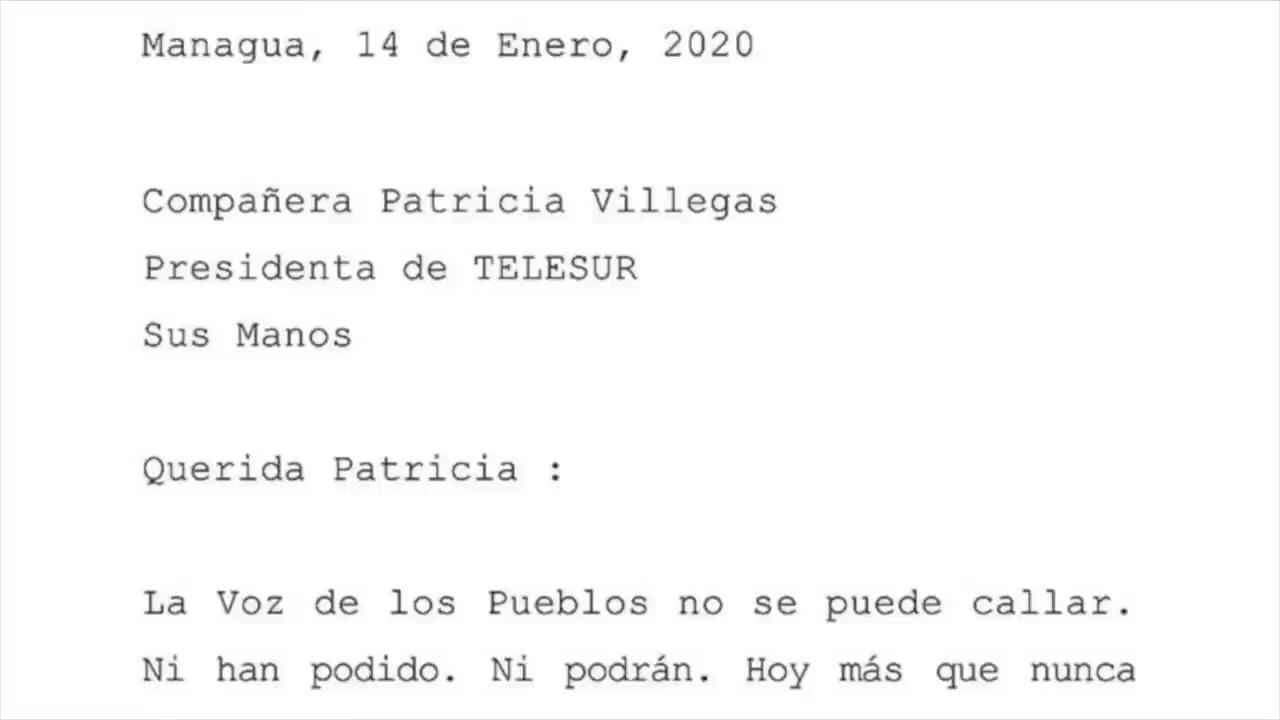 Managua, 14 de Enero, 2020
Compañera Patricia Villegas
Presidenta de TELESUR
Sus Manos
Querida Patricia :
La Voz de los Pueblos no se puede callar.
Ni han podido. Ni podrán. Hoy más que nunca